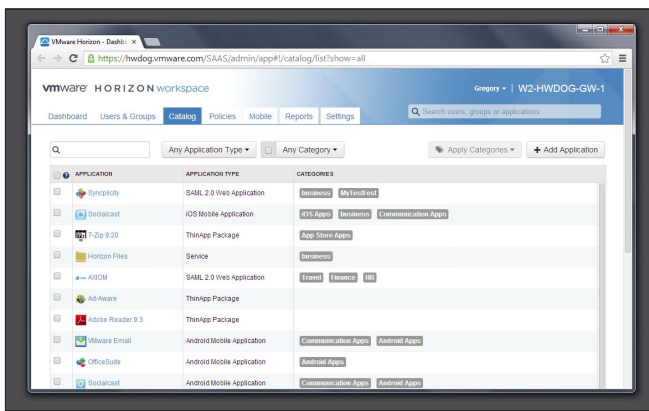 VMware Horizon - Dashbo
https://hwdog.vmware.com/SAAS/admin/app#!/catalog/list?show=all
vmware HORIZON workspace
Gregory | W2-HWDOG-GW-1
Dashboard Users & Groups Catalog Policies Mobile Reports Settings
Search users, groups or applications
Any Application Type Any Category Apply Categories + Add Application
APPLICATION APPLICATION TYPE CATEGORIES
Syncplicity SAML 2.0 Web Application business MyTestFest
Socialcast iOS Mobile Application iOS Apps business Communication Apps
7-Zip 9.20 ThinApp Package App Store Apps
Horizon Files Service business
AXIOM SAML 2.0 Web Application Travel Finance HR
Ad-Aware ThinApp Package
Adobe Reader 9.3 ThinApp Package
VMware Email Android Mobile Application Communication Apps Android Apps
OfficeSuite Android Mobile Application Android Apps
Socialcast Android Mobile Application Communication Apps Android Apps